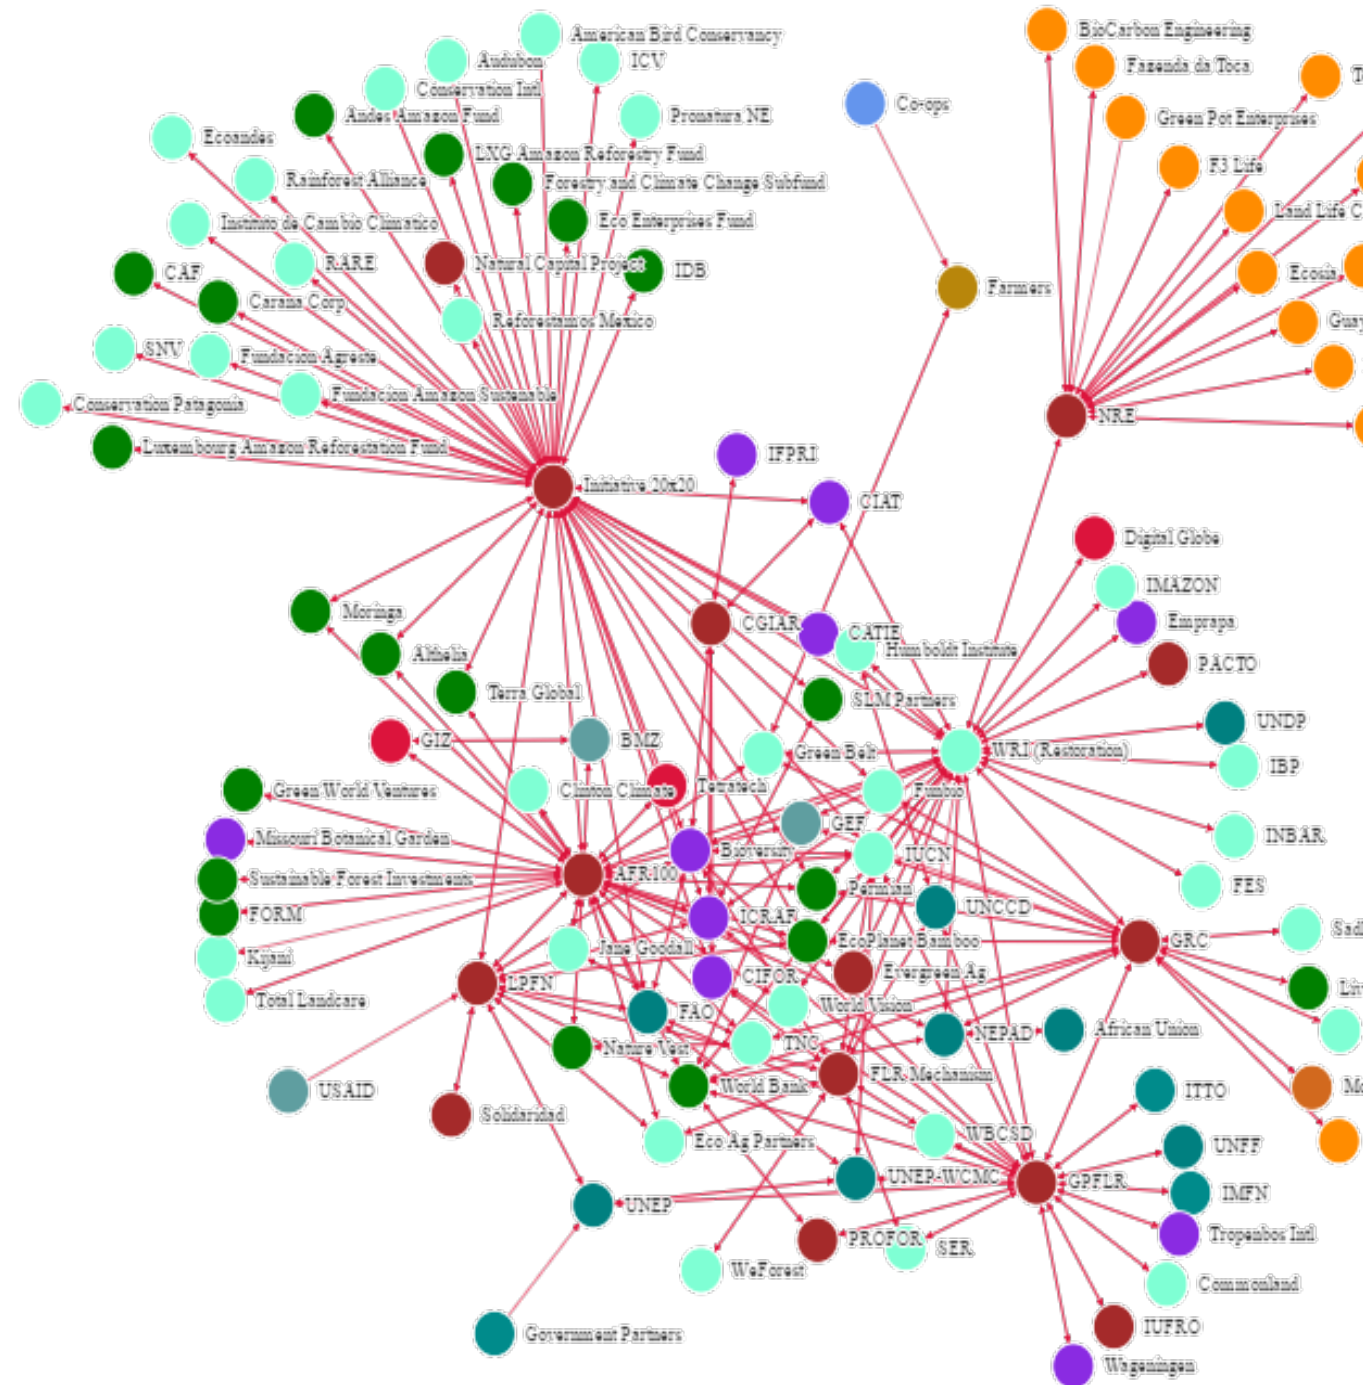 American Bird Conservancy
BioCarbon Engineering
Audubon
ICV
Fazenda da Toca
Conservation Intl
Co-ops
Andes Amazon Fund
Pronatura NE
Green Pot Enterprises
Ecoandes
LXG Amazon Reforestry Fund
F3 Life
Rainforest Alliance
Forestry and Climate Change Subfund
Land Life C
Instituto de Cambio Climatico
Eco Enterprises Fund
RARE
Natural Capital Project
IDB
CAF
Ecosia
Farmers
Carana Corp
Reforestamos Mexico
Guay
SNV
Fundacion Agreste
Fundacion Amazon Sustenable
Conservation Patagonia
NRE
Luxembourg Amazon Reforestation Fund
IFPRI
Initiative 20x20
CIAT
Digital Globe
IMAZON
Moringa
CGIAR
Emprapa
CATIE
Humboldt Institute
Althelia
PACTO
Terra Global
SLM Partners
UNDP
GIZ
BMZ
Green Belt
WRI (Restoration)
IBP
Green World Ventures
Clinton Climate
Tetratech
Fumbio
GEF
Missouri Botanical Garden
INBAR
Bioversity
IUCN
Sustainable Forest Investments
AFR100
Permian
FES
FORM
ICRAF
UNCCD
Kijani
Jane Goodall
EcoPlanet Bamboo
GRC
Sadl
Total Landcare
LPFN
CIFOR
Evergreen Ag
FAO
World Vision
NEPAD
African Union
Nature Vest
TNC
USAID
World Bank
FLR Mechanism
ITTO
Mo
Solidaridad
Eco Ag Partners
WBCSD
UNFF
UNEP-WCMC
GPFLR
IMFN
UNEP
Tropenbos Intl
PROFOR
SER
WeForest
Commonland
Government Partners
IUFRO
Wageningen